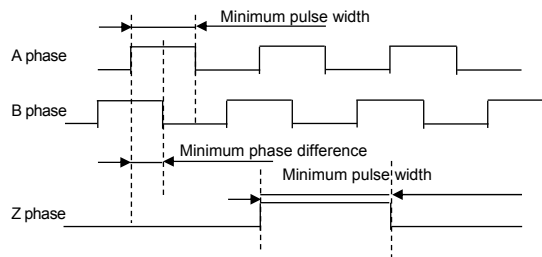 Minimum pulse width
A phase
B phase
Minimum phase difference
Minimum pulse width
Z phase